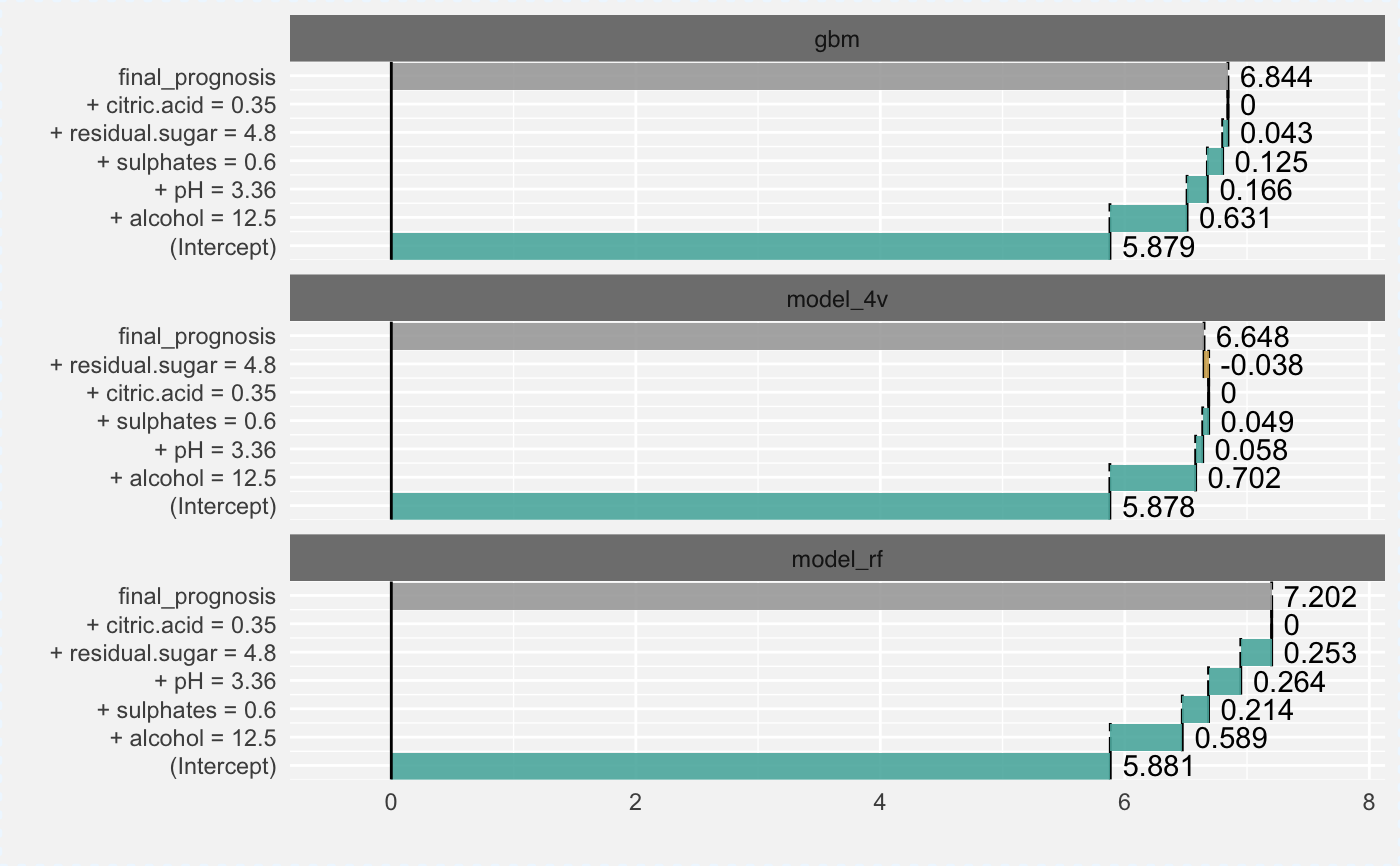 gbm
final_prognosis 6.844
+ citric.acid = 0.35 0
+ residual.sugar = 4.8 0.043
+ sulphates = 0.6 0.125
+ pH = 3.36 0.166
+ alcohol = 12.5 0.631
(Intercept) 5.879
model_4v
final_prognosis 6.648
+ residual.sugar = 4.8 -0.038
+ citric.acid = 0.35 0
+ sulphates = 0.6 0.049
+ pH = 3.36 0.058
+ alcohol = 12.5 0.702
(Intercept) 5.878
model_rf
final_prognosis 7.202
+ citric.acid = 0.35 0
+ residual.sugar = 4.8 0.253
+ pH = 3.36 0.264
+ sulphates = 0.6 0.214
+ alcohol = 12.5 0.589
(Intercept) 5.881
0 2 4 6 8